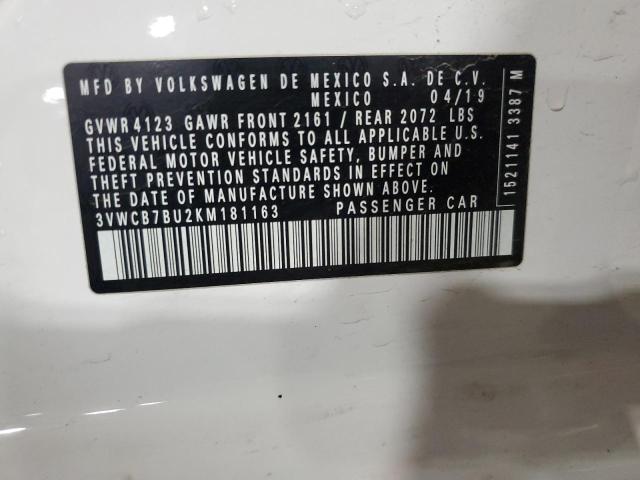 MFD BY VOLKSWAGEN DE MEXICO S.A. DE C.V.
MEXICO 04/19
GVWR 4123 GAWR FRONT 2161 / REAR 2072 LBS
THIS VEHICLE CONFORMS TO ALL APPLICABLE U.S.
FEDERAL MOTOR VEHICLE SAFETY, BUMPER AND
THEFT PREVENTION STANDARDS IN EFFECT ON
THE DATE OF MANUFACTURE SHOWN ABOVE.
3VWCB7BU2KM181163 PASSENGER CAR
1521141 3387 M